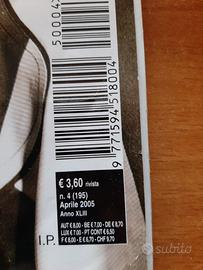 50004
9 771594 518004
€ 3,60 rivista
n. 4 (195)
Aprile 2005
Anno XLIII
AUT € 8,00 - BE € 7,00 - DE € 8,70
LUX € 7,00 - PT CONT € 6,50
F € 8,00 - E € 6,70 - CHF 9,70
I.P.
subito